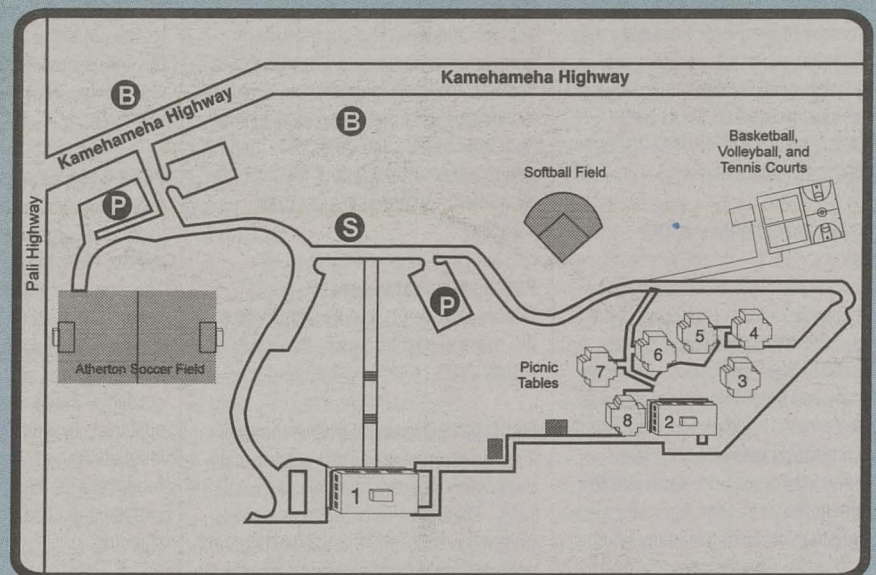 Kamehameha Highway
B
Kamehameha Highway
B
Basketball,
Volleyball, and
Tennis Courts
Softball Field
P
S
Pali Highway
P
Atherton Soccer Field
Picnic
Tables
7
6
5
4
3
8
2
1